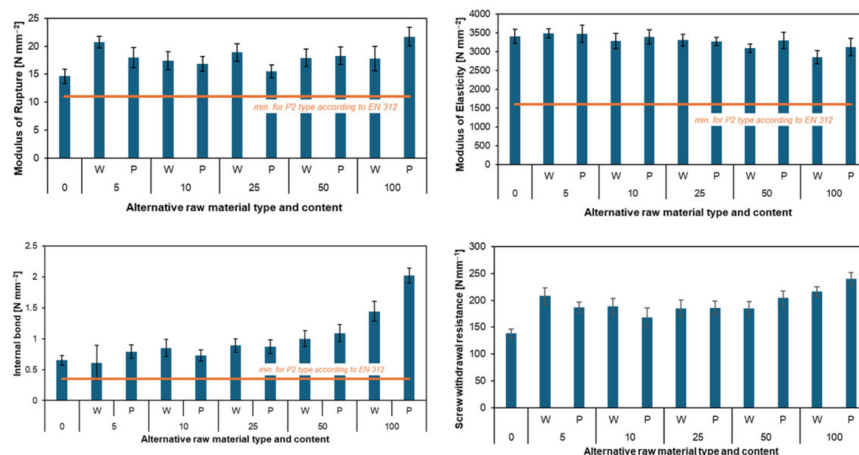 Modulus of Rupture [N mm⁻²]
25
20
15
10
5
0
min. for P2 type according to EN 312
W P W P W P W P W P
0 5 10 25 50 100
Alternative raw material type and content
Modulus of Elasticity [N mm⁻²]
4000
3500
3000
2500
2000
1500
1000
500
0
min. for P2 type according to EN 312
W P W P W P W P W P
0 5 10 25 50 100
Alternative raw material type and content
Internal bond [N mm⁻²]
2.5
2
1.5
1
0.5
0
min. for P2 type according to EN 312
W P W P W P W P W P
0 5 10 25 50 100
Alternative raw material type and content
Screw withdrawal resistance [Nmm⁻¹]
300
250
200
150
100
50
0
W P W P W P W P W P
0 5 10 25 50 100
Alternative raw material type and content